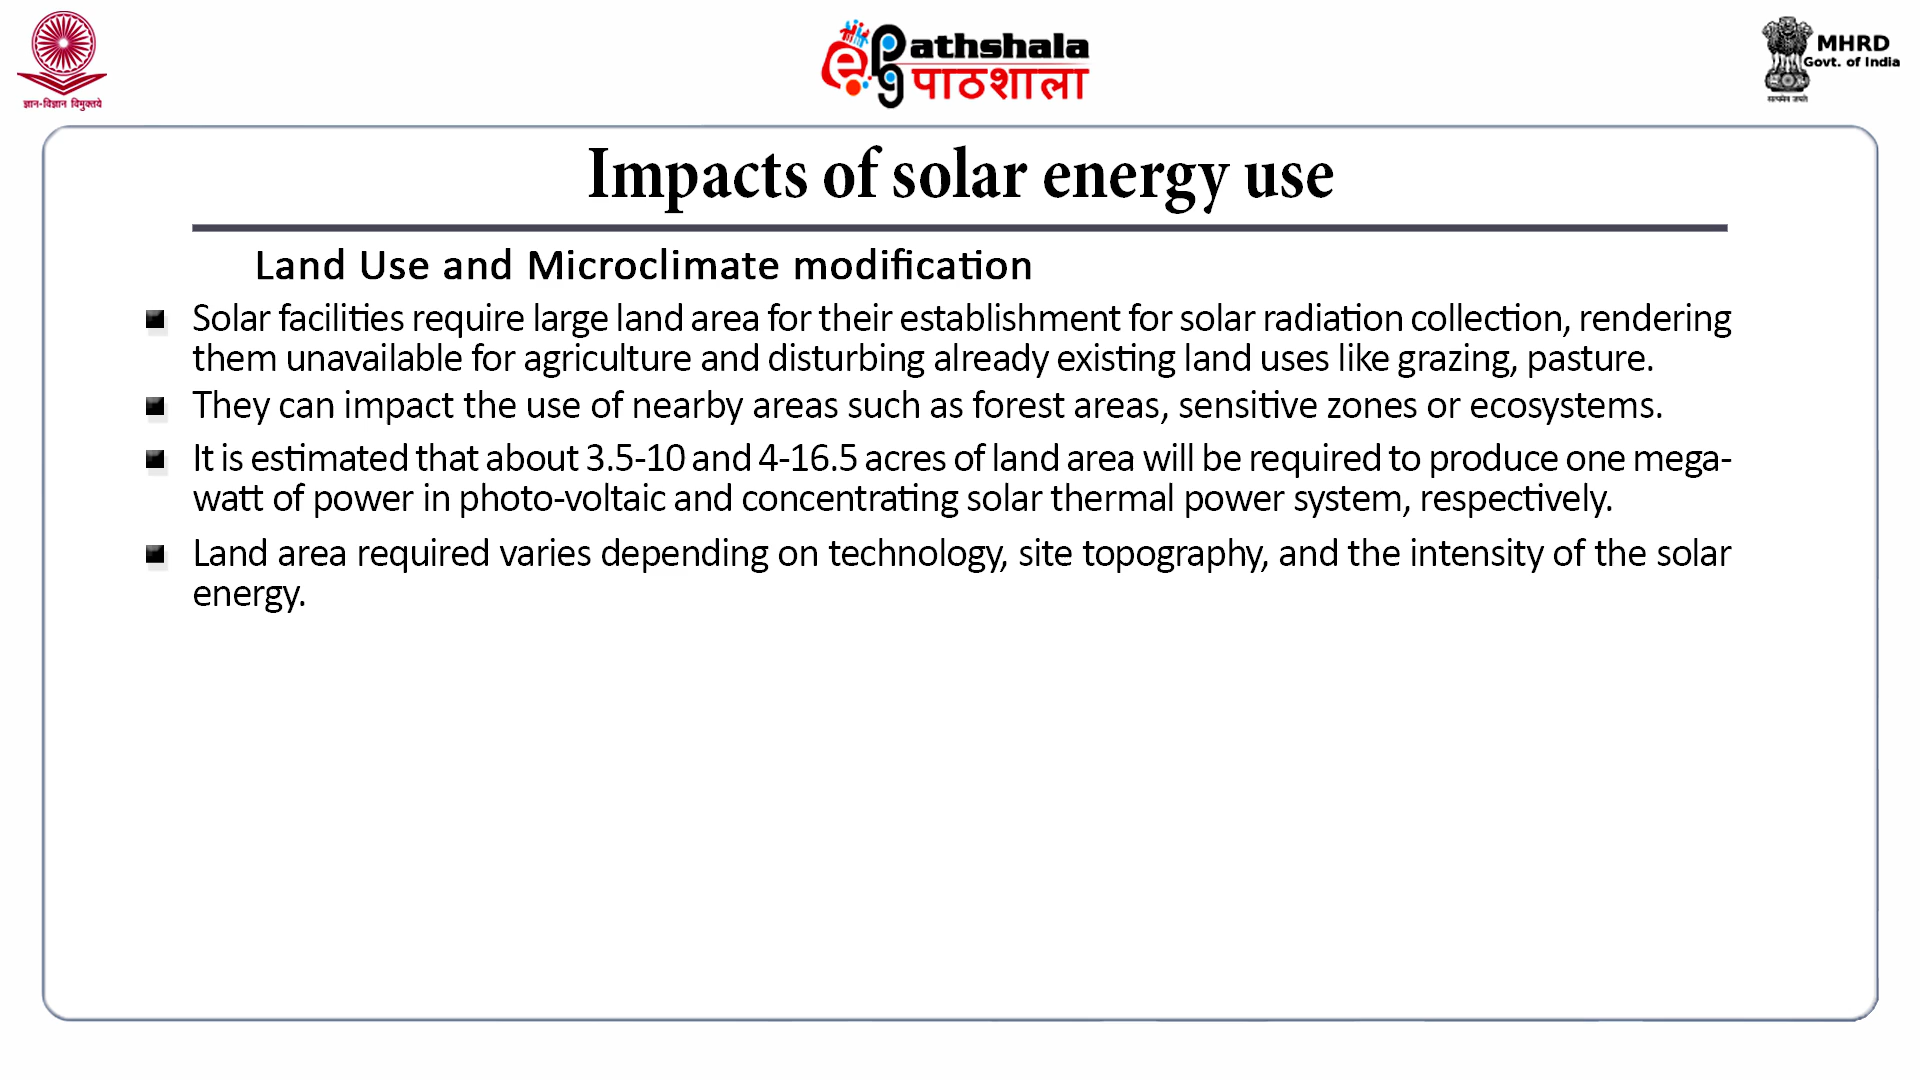 ज्ञान-विज्ञान विमुक्तये
e Pathshala
पाठशाला
MHRD
Govt. of India
सत्यमेव जयते
Impacts of solar energy use
Land Use and Microclimate modification
Solar facilities require large land area for their establishment for solar radiation collection, rendering
them unavailable for agriculture and disturbing already existing land uses like grazing, pasture.
They can impact the use of nearby areas such as forest areas, sensitive zones or ecosystems.
It is estimated that about 3.5-10 and 4-16.5 acres of land area will be required to produce one mega-
watt of power in photo-voltaic and concentrating solar thermal power system, respectively.
Land area required varies depending on technology, site topography, and the intensity of the solar
energy.